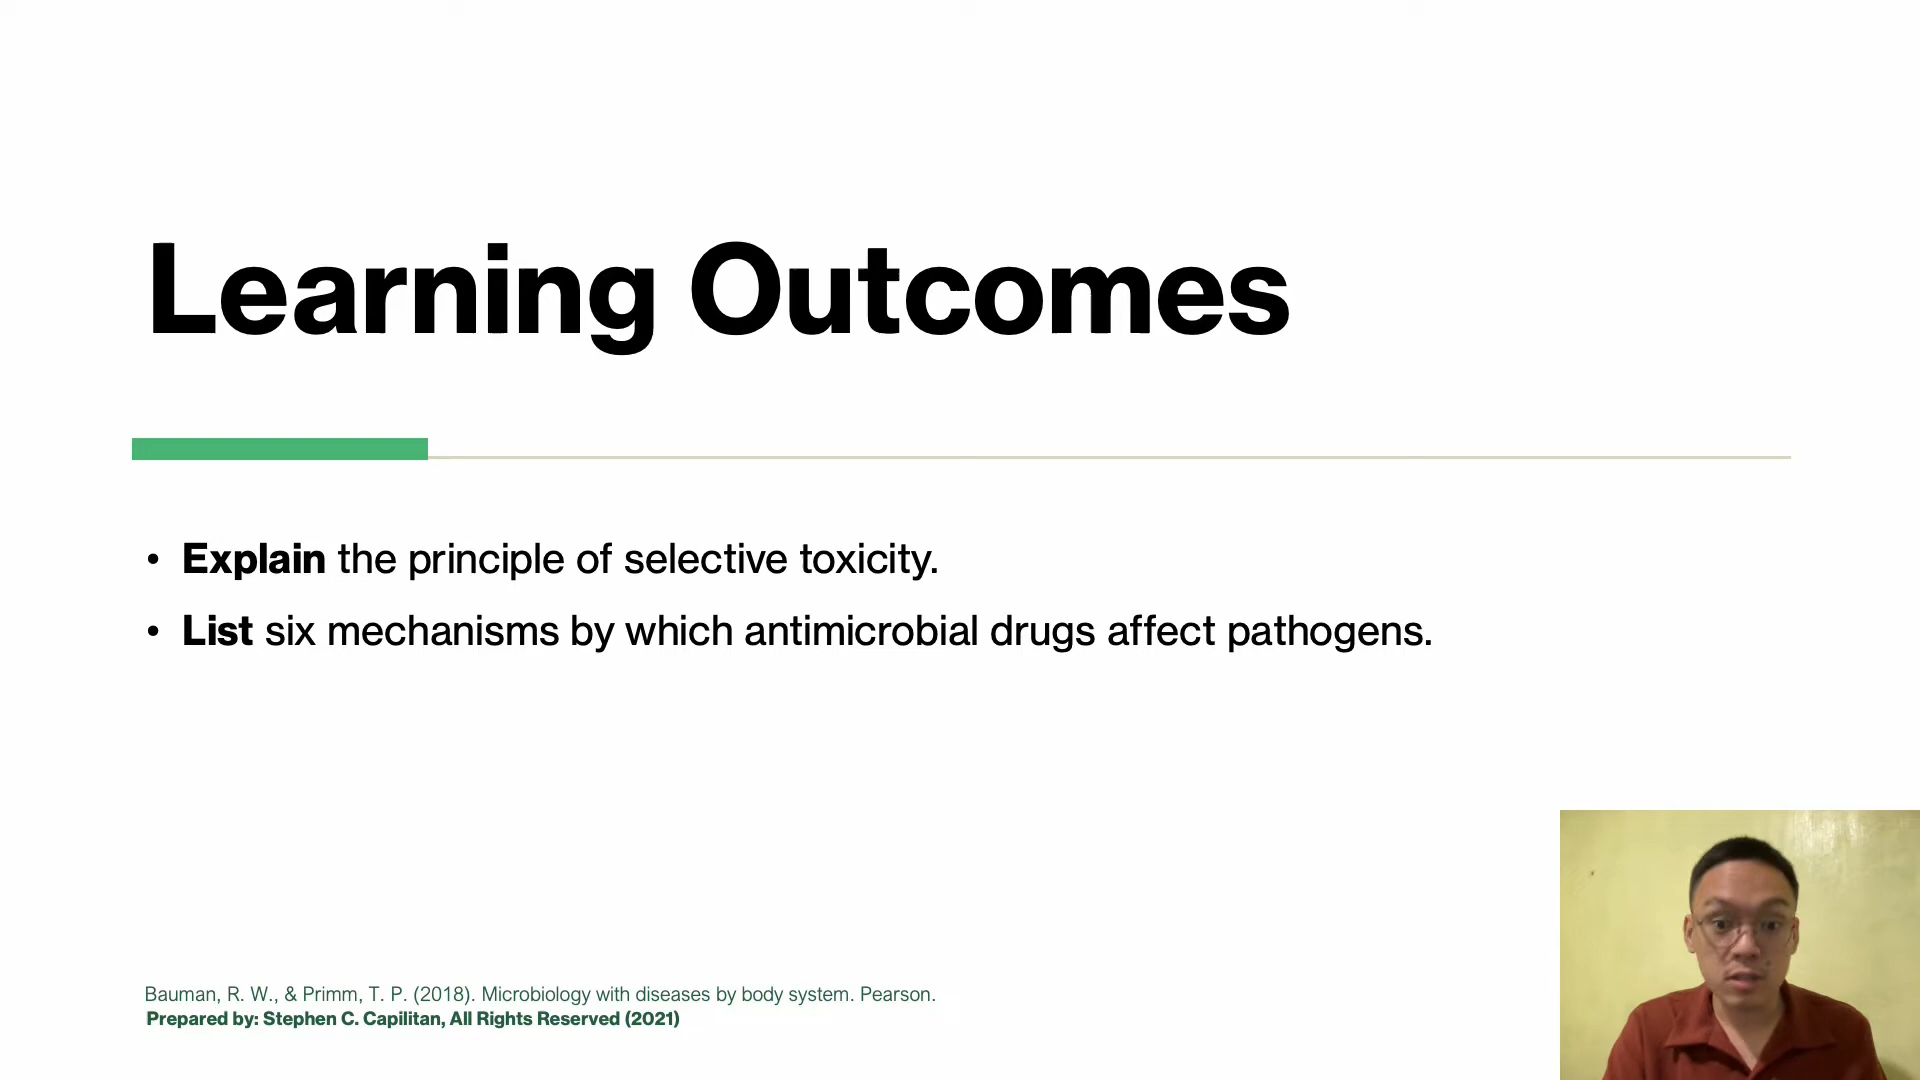 Learning Outcomes
• Explain the principle of selective toxicity.
• List six mechanisms by which antimicrobial drugs affect pathogens.
Bauman, R. W., & Primm, T. P. (2018). Microbiology with diseases by body system. Pearson.
Prepared by: Stephen C. Capilitan, All Rights Reserved (2021)